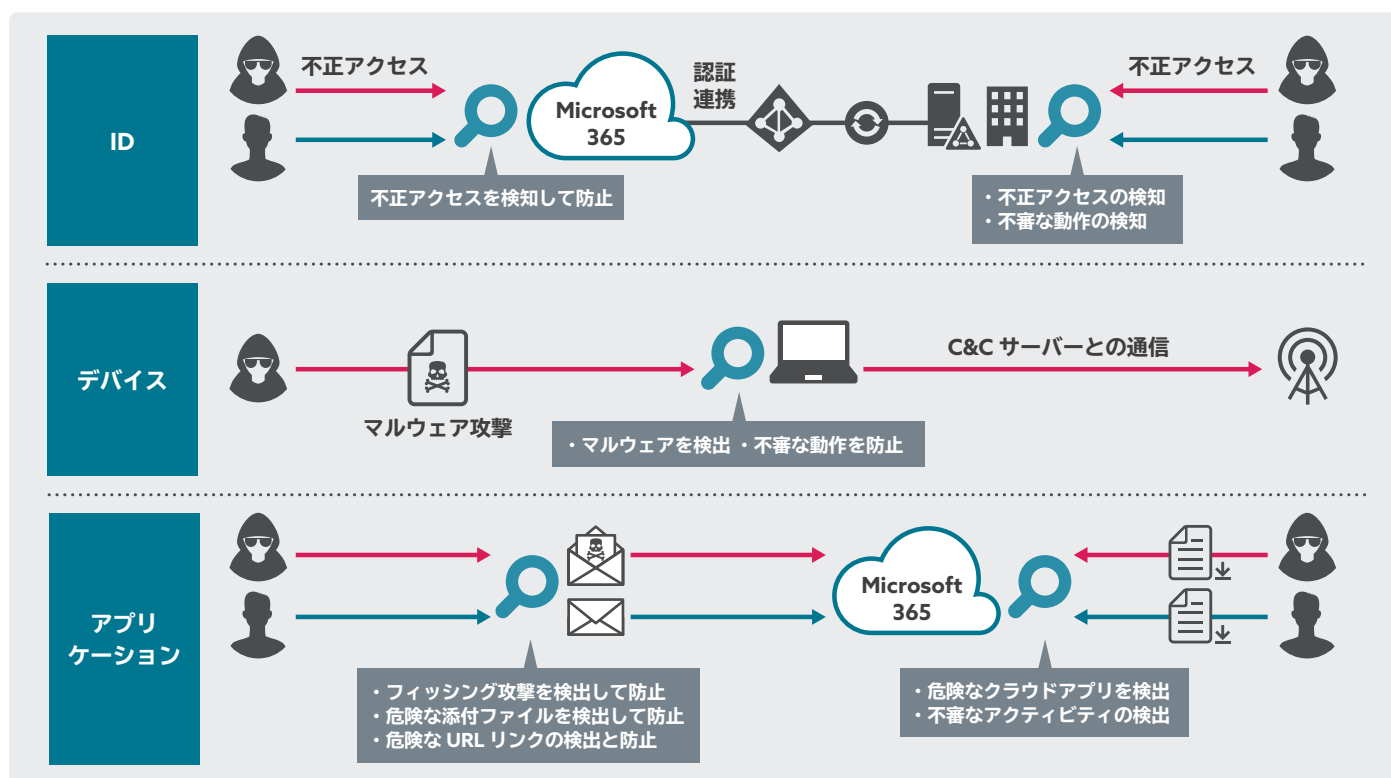 ID
不正アクセス
Microsoft
365
認証
連携
不正アクセス
不正アクセスを検知して防止
・不正アクセスの検知
・不審な動作の検知
デバイス
マルウェア攻撃
C&C サーバーとの通信
・マルウェアを検出 ・不審な動作を防止
アプリ
ケーション
Microsoft
365
・フィッシング攻撃を検出して防止
・危険な添付ファイルを検出して防止
・危険な URL リンクの検出と防止
・危険なクラウドアプリを検出
・不審なアクティビティの検出